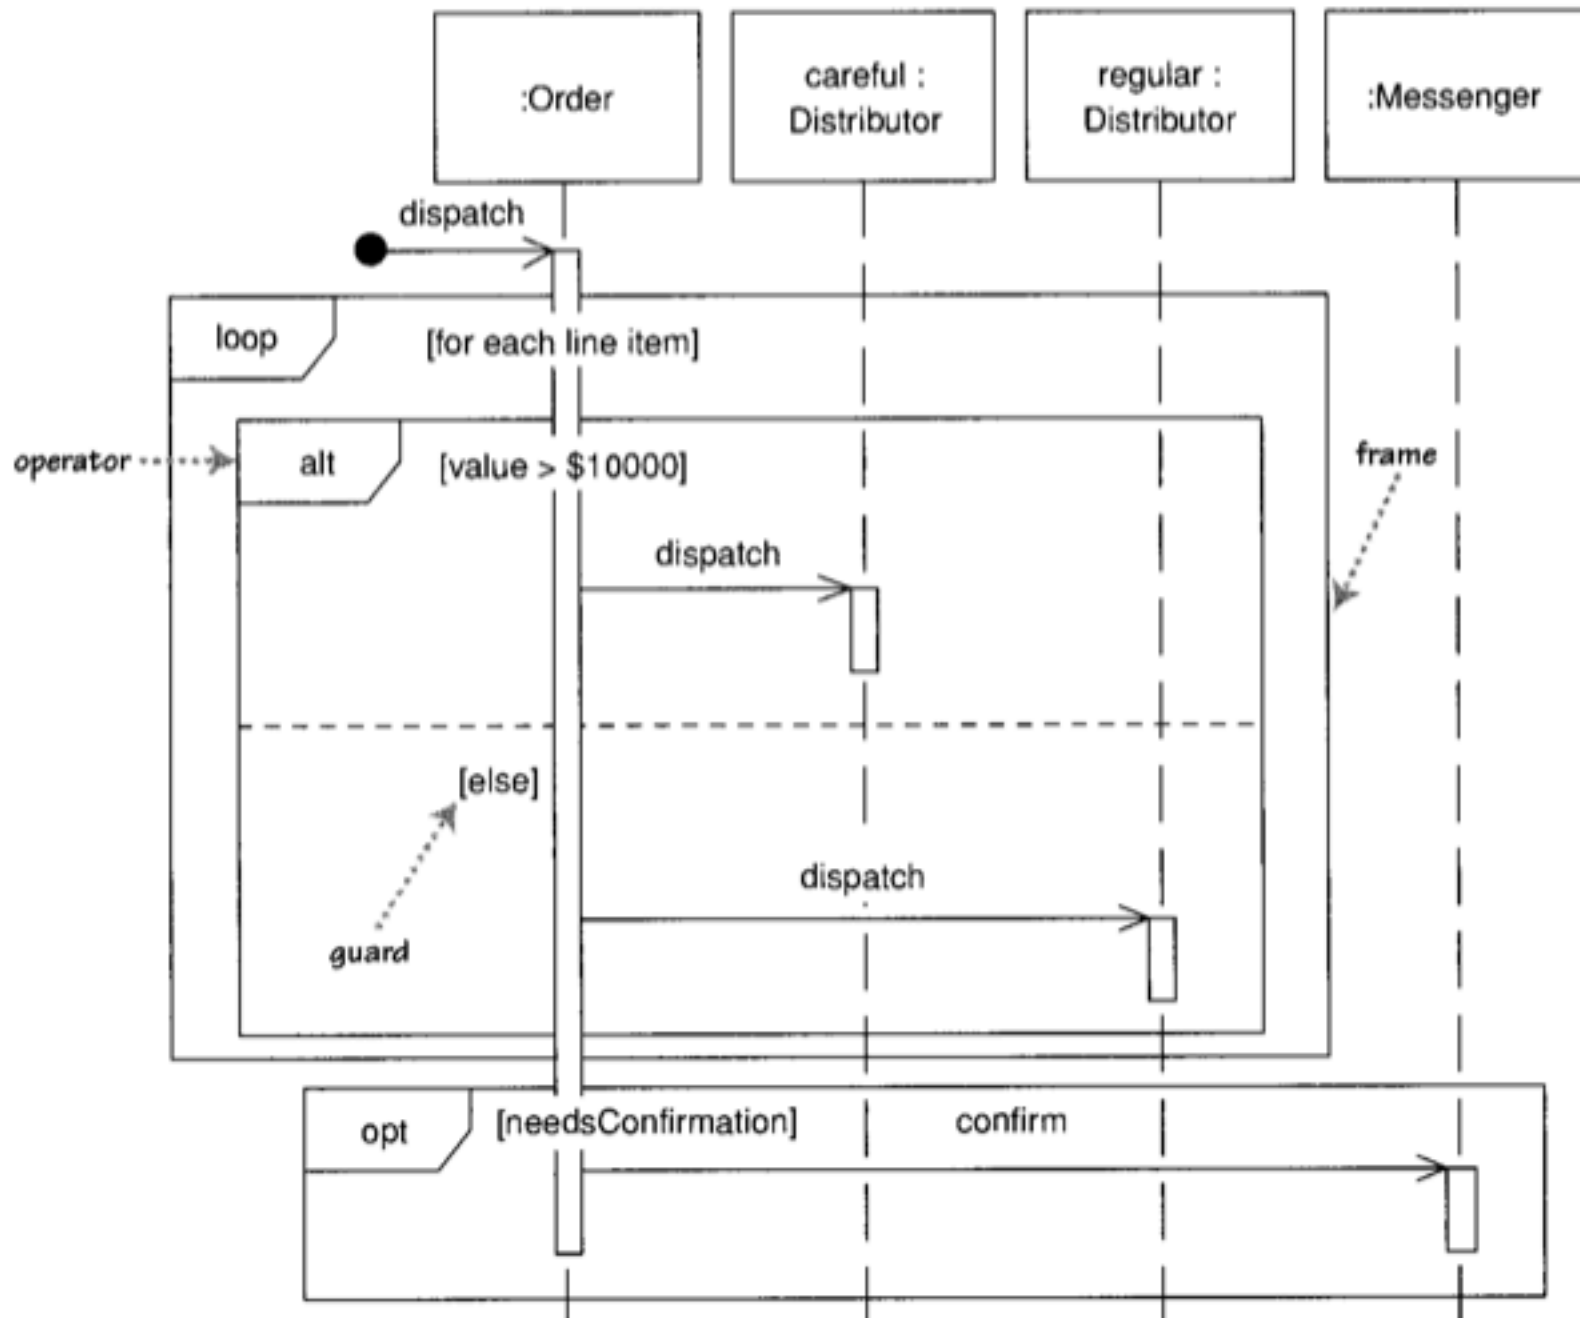 :Order
careful :
Distributor
regular :
Distributor
:Messenger
dispatch
loop
[for each line item]
operator
alt
[value > $10000]
frame
dispatch
[else]
dispatch
guard
opt
[needsConfirmation]
confirm